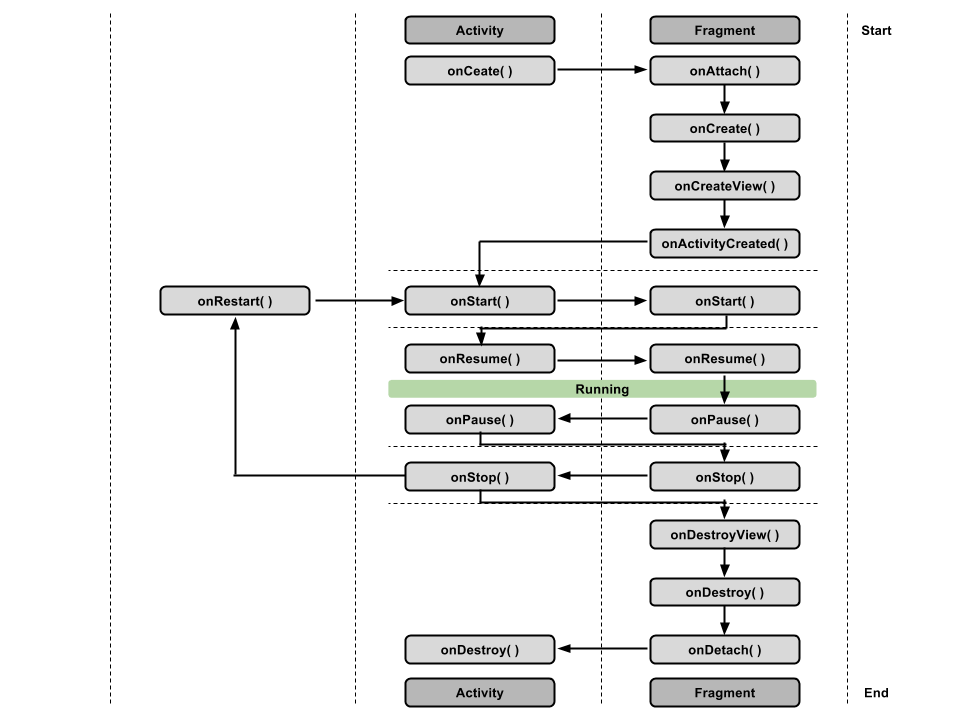 Activity
Fragment
Start
onCeate( )
onAttach( )
onCreate( )
onCreateView( )
onActivityCreated( )
onRestart( )
onStart( )
onStart( )
onResume( )
onResume( )
Running
onPause( )
onPause( )
onStop( )
onStop( )
onDestroyView( )
onDestroy( )
onDestroy( )
onDetach( )
Activity
Fragment
End